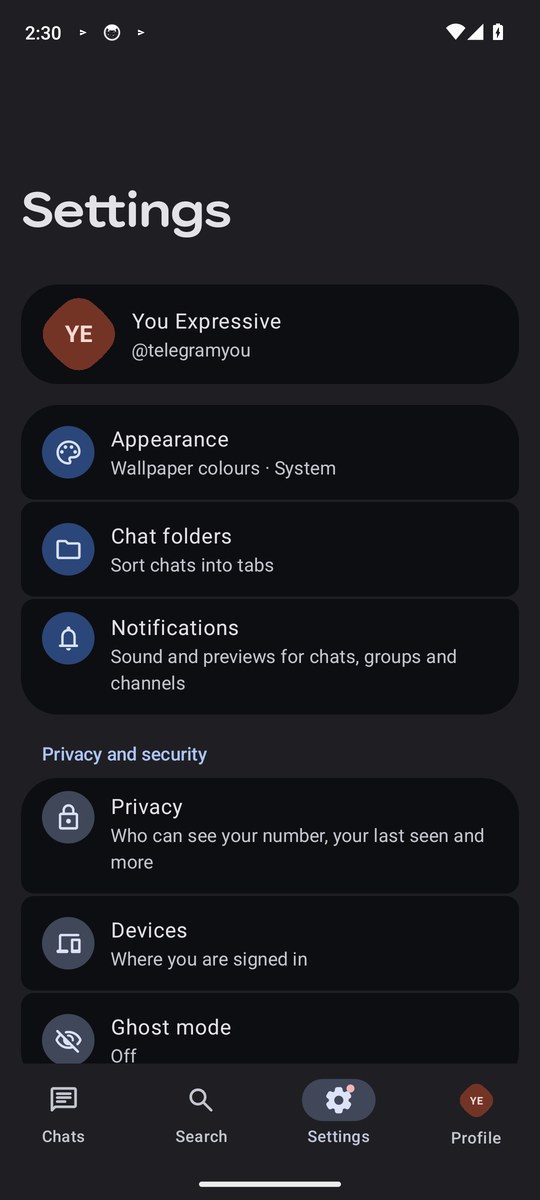 2:30
Settings
YE
You Expressive
@telegramyou
Appearance
Wallpaper colours · System
Chat folders
Sort chats into tabs
Notifications
Sound and previews for chats, groups and
channels
Privacy and security
Privacy
Who can see your number, your last seen and
more
Devices
Where you are signed in
Ghost mode
Off
YE
Chats
Search
Settings
Profile